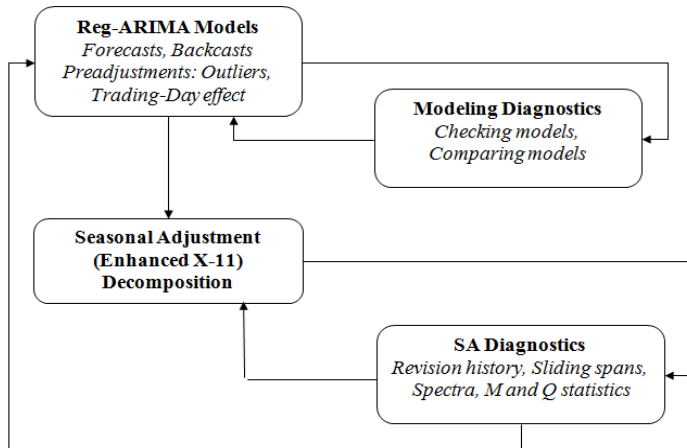 Reg-ARIMA Models
Forecasts, Backcasts
Preadjustments: Outliers,
Trading-Day effect
Modeling Diagnostics
Checking models,
Comparing models
Seasonal Adjustment
(Enhanced X-11)
Decomposition
SA Diagnostics
Revision history, Sliding spans,
Spectra, M and Q statistics